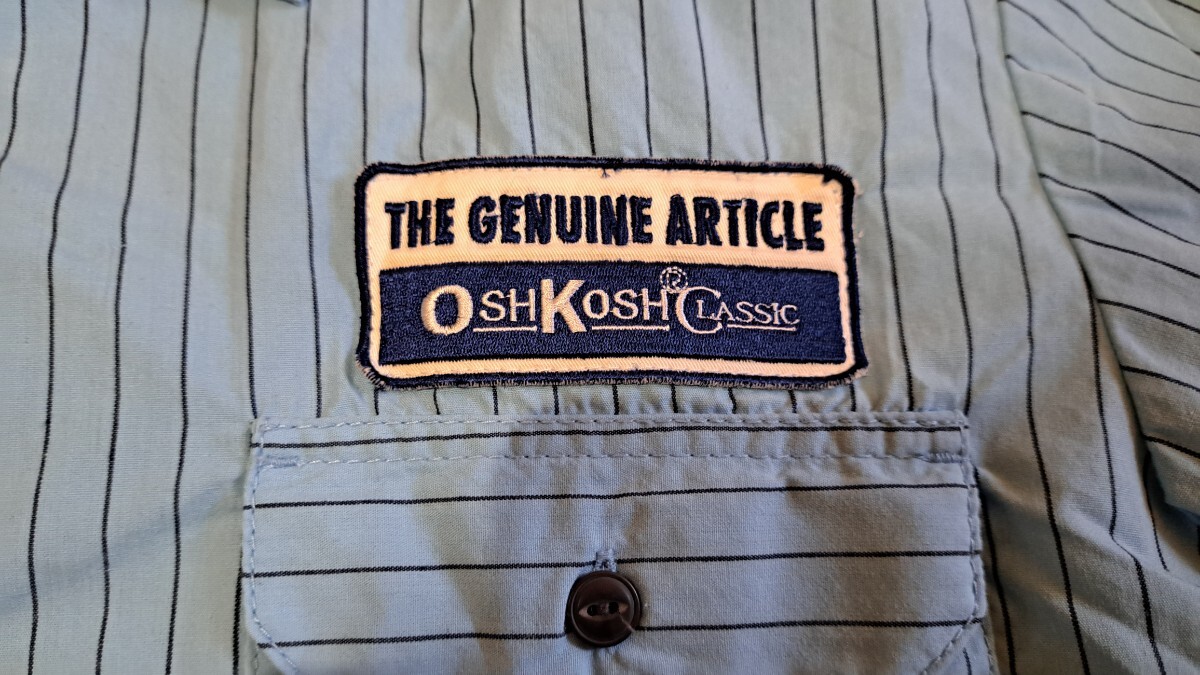 THE GENUINE ARTICLE
OSHKOSH® CLASSIC